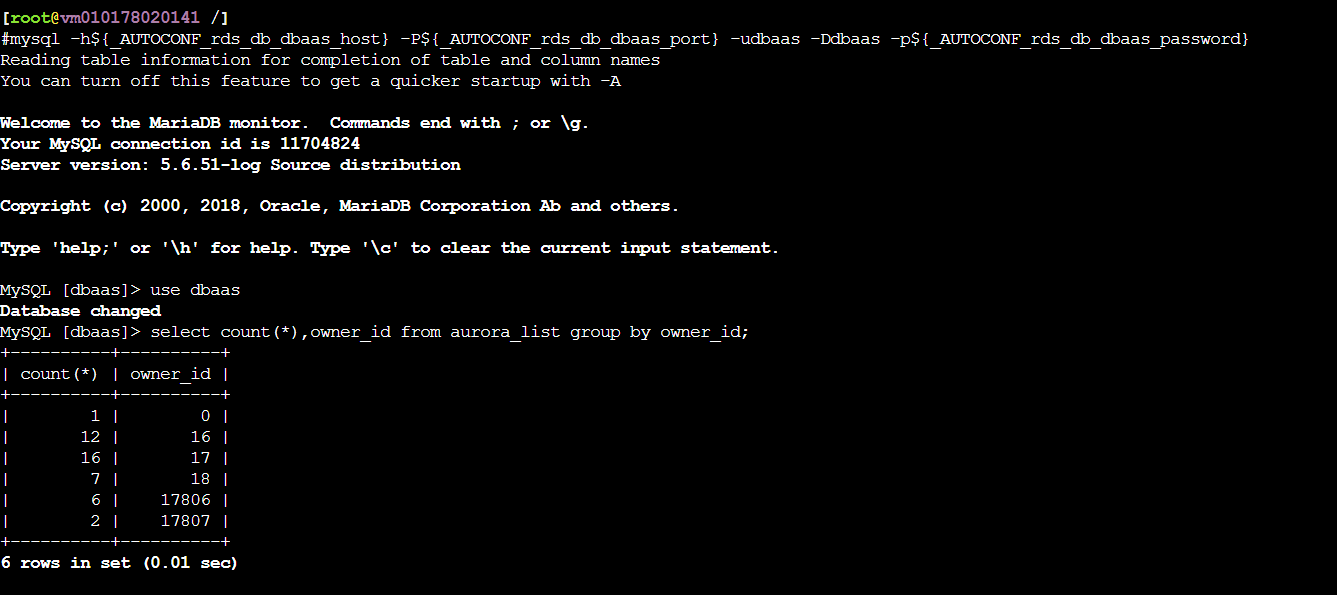 [root@vm010178020141 /]
#mysql -h${_AUTOCONF_rds_db_dbaas_host} -P${_AUTOCONF_rds_db_dbaas_port} -udbaas -Ddbaas -p${_AUTOCONF_rds_db_dbaas_password}
Reading table information for completion of table and column names
You can turn off this feature to get a quicker startup with -A

Welcome to the MariaDB monitor.  Commands end with ; or \g.
Your MySQL connection id is 11704824
Server version: 5.6.51-log Source distribution

Copyright (c) 2000, 2018, Oracle, MariaDB Corporation Ab and others.

Type 'help;' or '\h' for help. Type '\c' to clear the current input statement.

MySQL [dbaas]> use dbaas
Database changed
MySQL [dbaas]> select count(*),owner_id from aurora_list group by owner_id;
+----------+----------+
| count(*) | owner_id |
+----------+----------+
|        1 |        0 |
|       12 |       16 |
|       16 |       17 |
|        7 |       18 |
|        6 |    17806 |
|        2 |    17807 |
+----------+----------+
6 rows in set (0.01 sec)